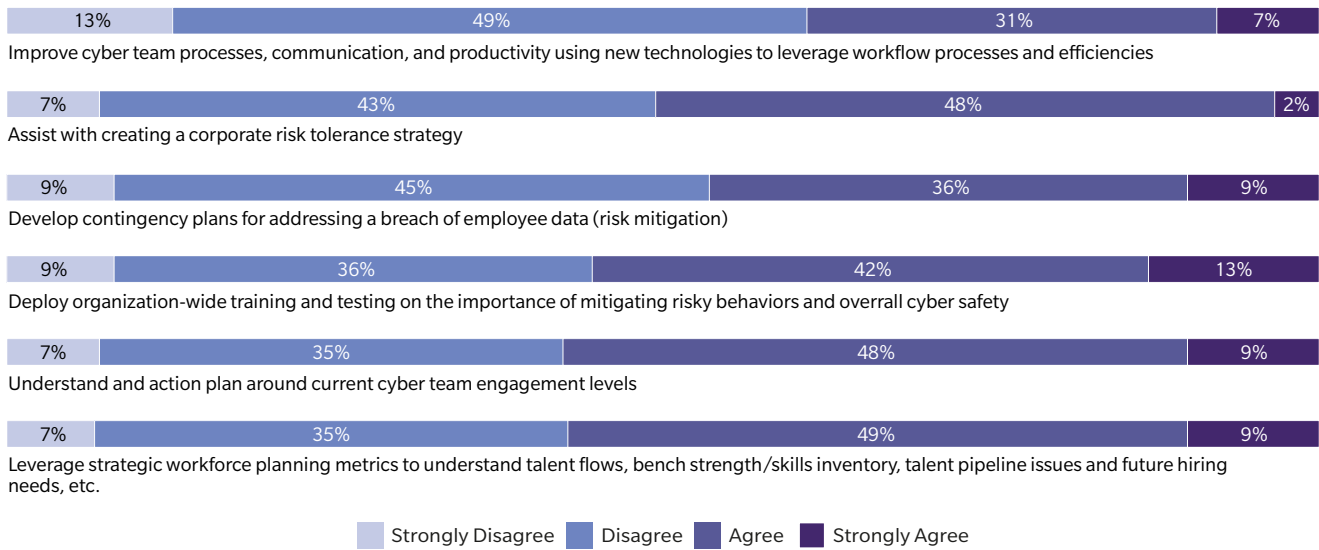 13% 49% 31% 7%
Improve cyber team processes, communication, and productivity using new technologies to leverage workflow processes and efficiencies
7% 43% 48% 2%
Assist with creating a corporate risk tolerance strategy
9% 45% 36% 9%
Develop contingency plans for addressing a breach of employee data (risk mitigation)
9% 36% 42% 13%
Deploy organization-wide training and testing on the importance of mitigating risky behaviors and overrall cyber safety
7% 35% 48% 9%
Understand and action plan around current cyber team engagement levels
7% 35% 49% 9%
Leverage strategic workforce planning metrics to understand talent flows, bench strength/skills inventory, talent pipeline issues and future hiring
needs, etc.
Strongly Disagree Disagree Agree Strongly Agree